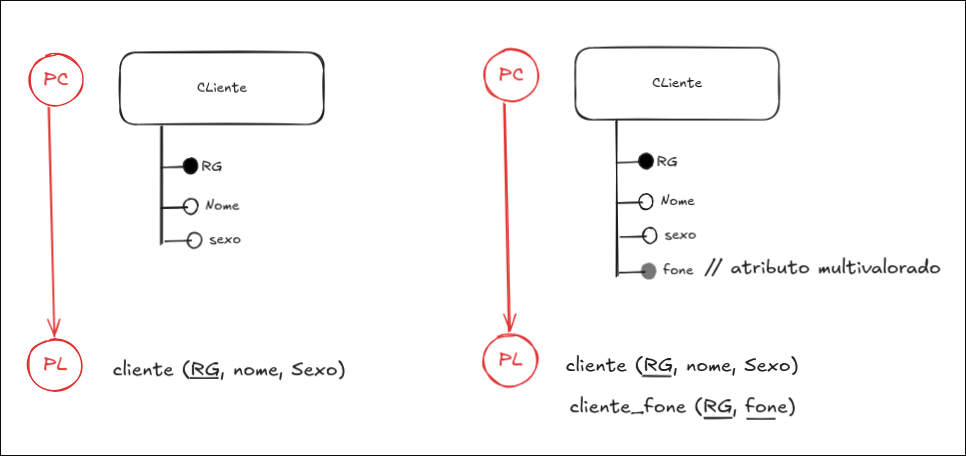 PC
CLiente
RG
Nome
sexo
PL
cliente (RG, nome, Sexo)
PC
CLiente
RG
Nome
sexo
fone // atributo multivalorado
PL
cliente (RG, nome, Sexo)
cliente_fone (RG, fone)